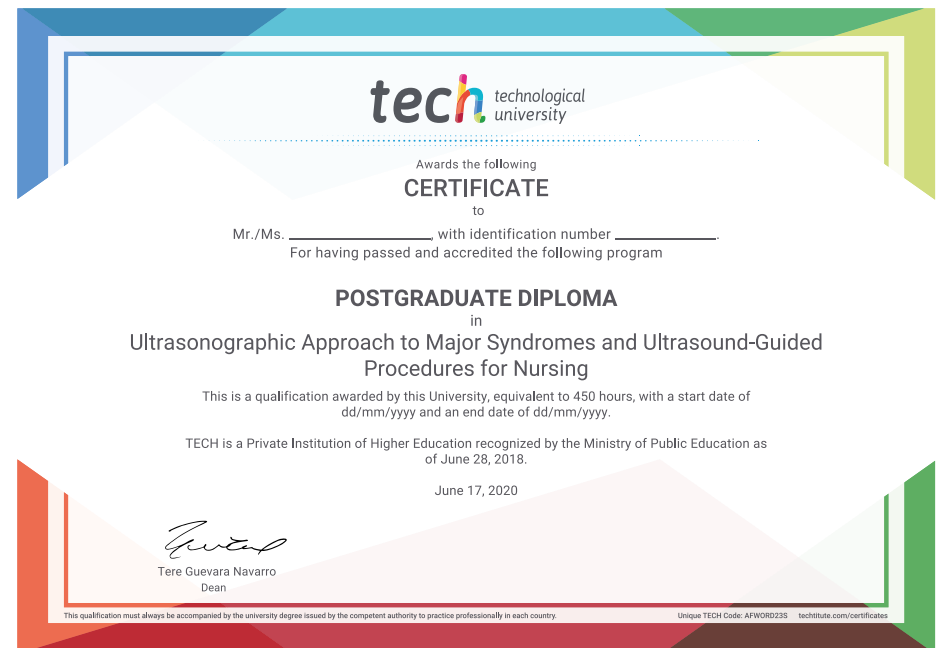 tech technological
university
Awards the following
CERTIFICATE
to
Mr./Ms. ____________________, with identification number ______________.
For having passed and accredited the following program
POSTGRADUATE DIPLOMA
in
Ultrasonographic Approach to Major Syndromes and Ultrasound-Guided
Procedures for Nursing
This is a qualification awarded by this University, equivalent to 450 hours, with a start date of
dd/mm/yyyy and an end date of dd/mm/yyyy.
TECH is a Private Institution of Higher Education recognized by the Ministry of Public Education as
of June 28, 2018.
June 17, 2020
Tere Guevara Navarro
Dean
This qualification must always be accompanied by the university degree issued by the competent authority to practice professionally in each country.
Unique TECH Code: AFWORD23S techtitute.com/certificates